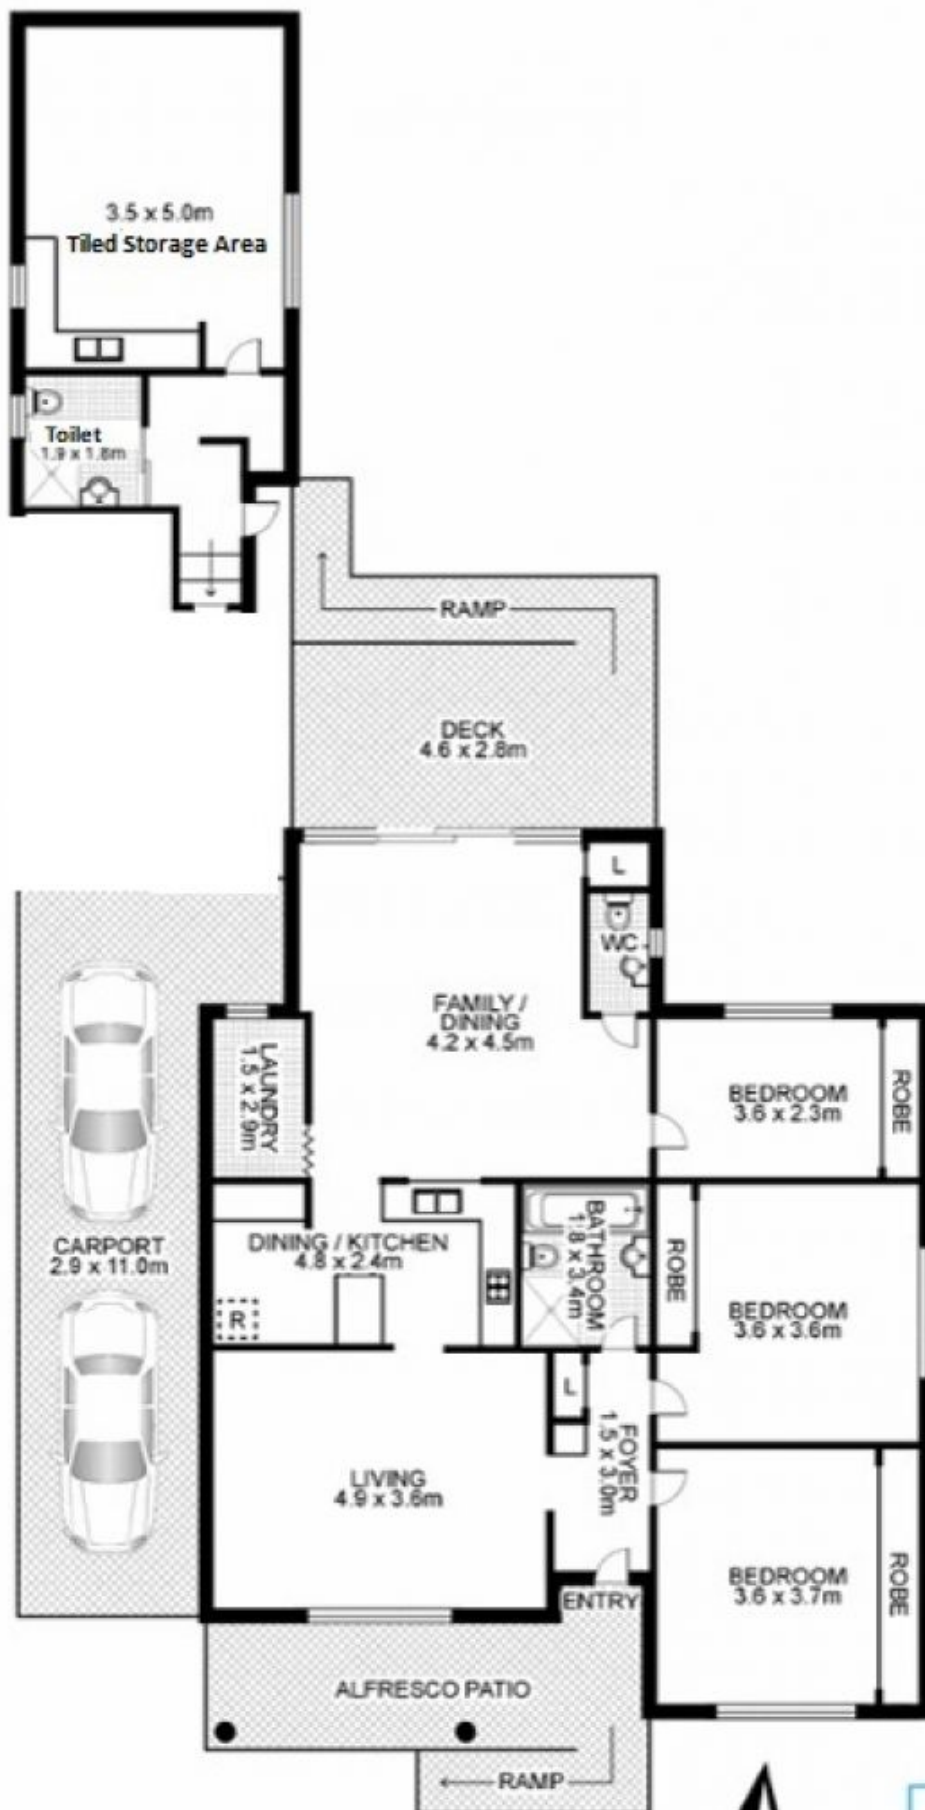 3.5 x 5.0m
Tiled Storage Area
Toilet
1.9 x 1.8m
RAMP
DECK
4.6 x 2.8m
L
WC
FAMILY /
DINING
4.2 x 4.5m
LAUNDRY
1.5 x 2.9m
BEDROOM
3.6 x 2.3m
ROBE
CARPORT
2.9 x 11.0m
DINING / KITCHEN
4.8 x 2.4m
R
BATHROOM
1.8 x 3.4m
ROBE
BEDROOM
3.6 x 3.6m
L
FOYER
1.5 x 3.0m
LIVING
4.9 x 3.6m
BEDROOM
3.6 x 3.7m
ROBE
ENTRY
ALFRESCO PATIO
RAMP